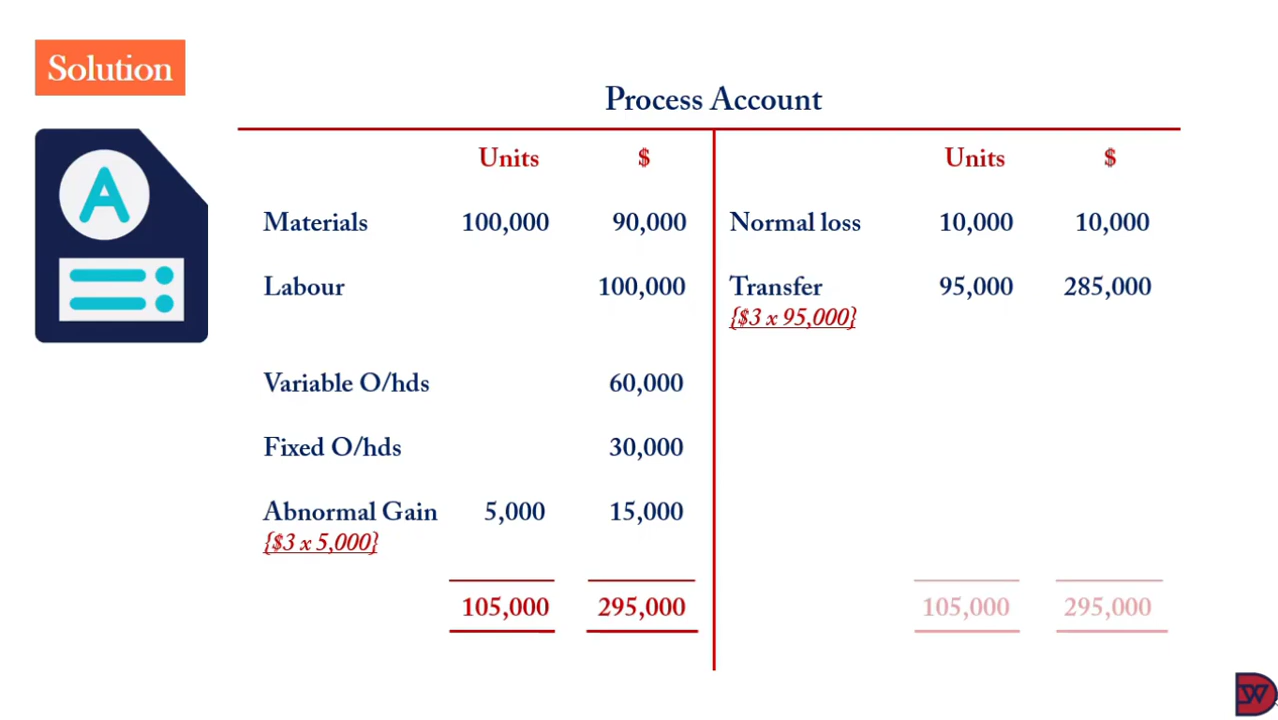 Solution
Process Account
Units $ Units $
Materials 100,000 90,000 Normal loss 10,000 10,000
Labour 100,000 Transfer 95,000 285,000
{$3 x 95,000}
Variable O/hds 60,000
Fixed O/hds 30,000
Abnormal Gain 5,000 15,000
{$3 x 5,000}
105,000 295,000 105,000 295,000
A
W